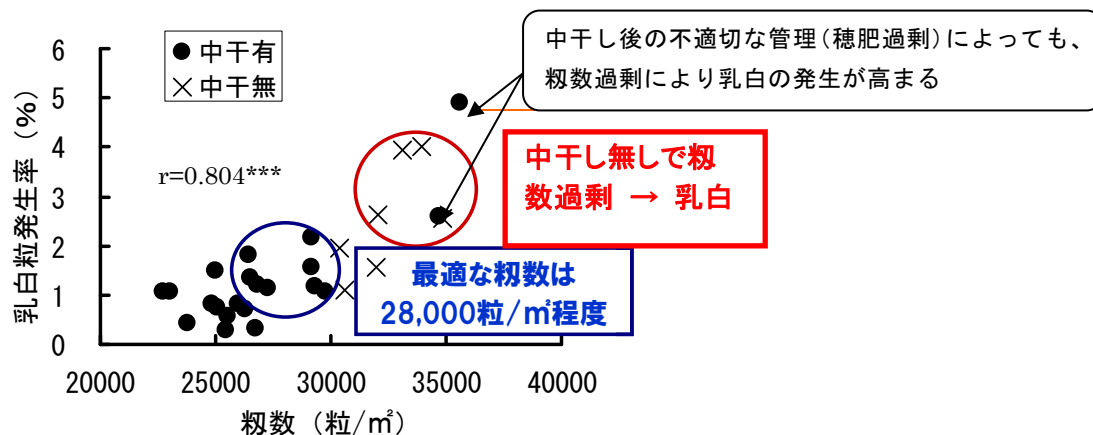 中干し後の不適切な管理（穂肥過剰）によっても、
籾数過剰により乳白の発生が高まる
● 中干有
× 中干無
r=0.804***
中干し無しで籾
数過剰 → 乳白
最適な籾数は
28,000粒/㎡程度
乳白粒発生率（%）
6
5
4
3
2
1
0
20000 25000 30000 35000 40000
籾数（粒/㎡）